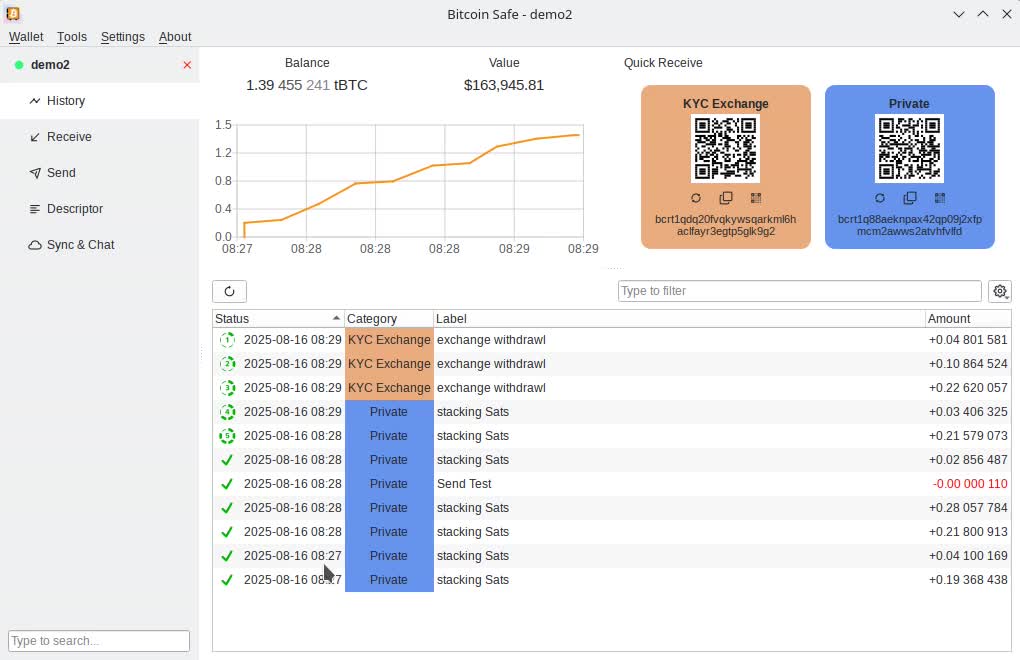 Bitcoin Safe - demo2
Wallet Tools Settings About
demo2
History
Receive
Send
Descriptor
Sync & Chat
Type to search...
Balance
1.39 455 241 tBTC
Value
$163,945.81
1.5
1.2
0.8
0.4
0.0
08:27 08:28 08:28 08:28 08:29 08:29
Quick Receive
KYC Exchange
bcrt1qdq20fvqkywsqarkml6h
aclfayr3egtp5glk9g2
Private
bcrt1q88aeknpax42qp09j2xfp
mcm2awws2atvhfvlfd
Type to filter
Status Category Label Amount
1 2025-08-16 08:29 KYC Exchange exchange withdrawl +0.04 801 581
2 2025-08-16 08:29 KYC Exchange exchange withdrawl +0.10 864 524
3 2025-08-16 08:29 KYC Exchange exchange withdrawl +0.22 620 057
4 2025-08-16 08:29 Private stacking Sats +0.03 406 325
5 2025-08-16 08:28 Private stacking Sats +0.21 579 073
2025-08-16 08:28 Private stacking Sats +0.02 856 487
2025-08-16 08:28 Private Send Test -0.00 000 110
2025-08-16 08:28 Private stacking Sats +0.28 057 784
2025-08-16 08:28 Private stacking Sats +0.21 800 913
2025-08-16 08:27 Private stacking Sats +0.04 100 169
2025-08-16 Private stacking Sats +0.19 368 438